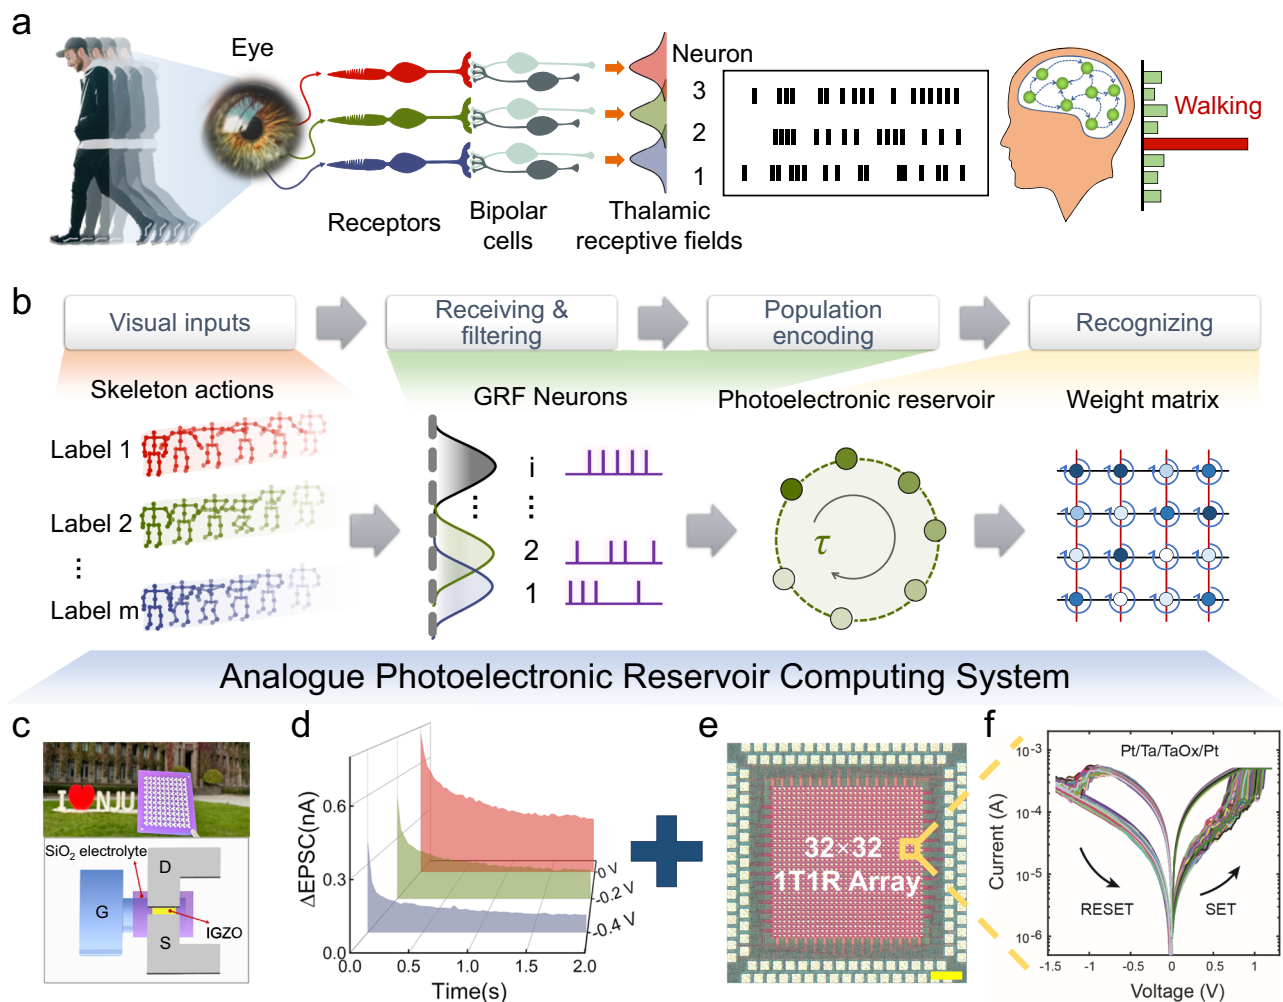 a
Eye
Receptors
Bipolar
cells
Thalamic
receptive fields
Neuron
3
2
1
Walking
b
Visual inputs
Receiving &
filtering
Population
encoding
Recognizing
Skeleton actions
Label 1
Label 2
⋮
Label m
GRF Neurons
i
⋮ ⋮
2
1
Photoelectronic reservoir
τ
Weight matrix
Analogue Photoelectronic Reservoir Computing System
c
I NJU
SiO₂ electrolyte
D
G
S
IGZO
d
ΔEPSC(nA)
0.6
0.3
0.0
0.0 0.5 1.0 1.5 2.0
Time(s)
0 V
-0.2 V
-0.4 V
e
32×32
1T1R Array
f
Pt/Ta/TaOx/Pt
Current (A)
10⁻³
10⁻⁴
10⁻⁵
10⁻⁶
RESET
SET
-1.5 -1 0 0.5 1
Voltage (V)